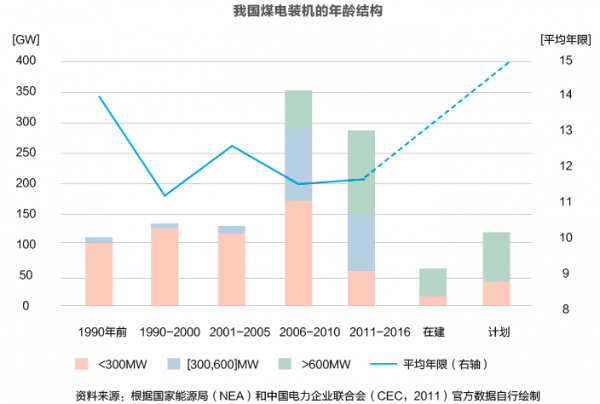 我国煤电装机的年龄结构
[GW] [平均年限]
400 15
350 14
300 13
250 12
200 11
150 10
100 9
50 8
0
1990年前 1990-2000 2001-2005 2006-2010 2011-2016 在建 计划
<300MW [300,600]MW >600MW 平均年限（右轴）
资料来源：根据国家能源局（NEA）和中国电力企业联合会（CEC，2011）官方数据自行绘制